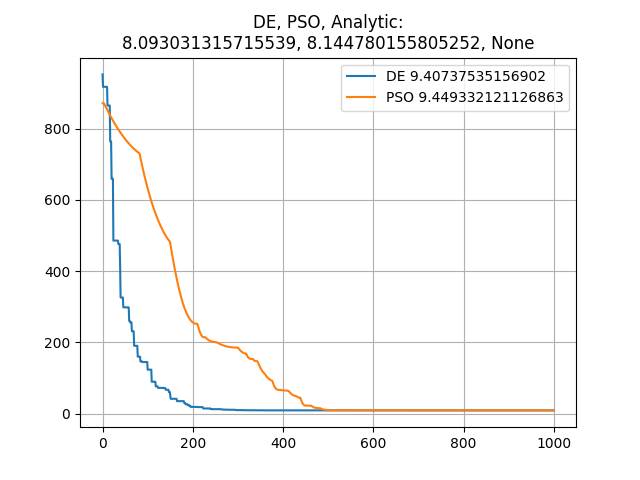 DE, PSO, Analytic:
8.093031315715539, 8.144780155805252, None
DE 9.40737535156902
PSO 9.449332121126863
800
600
400
200
0
0 200 400 600 800 1000